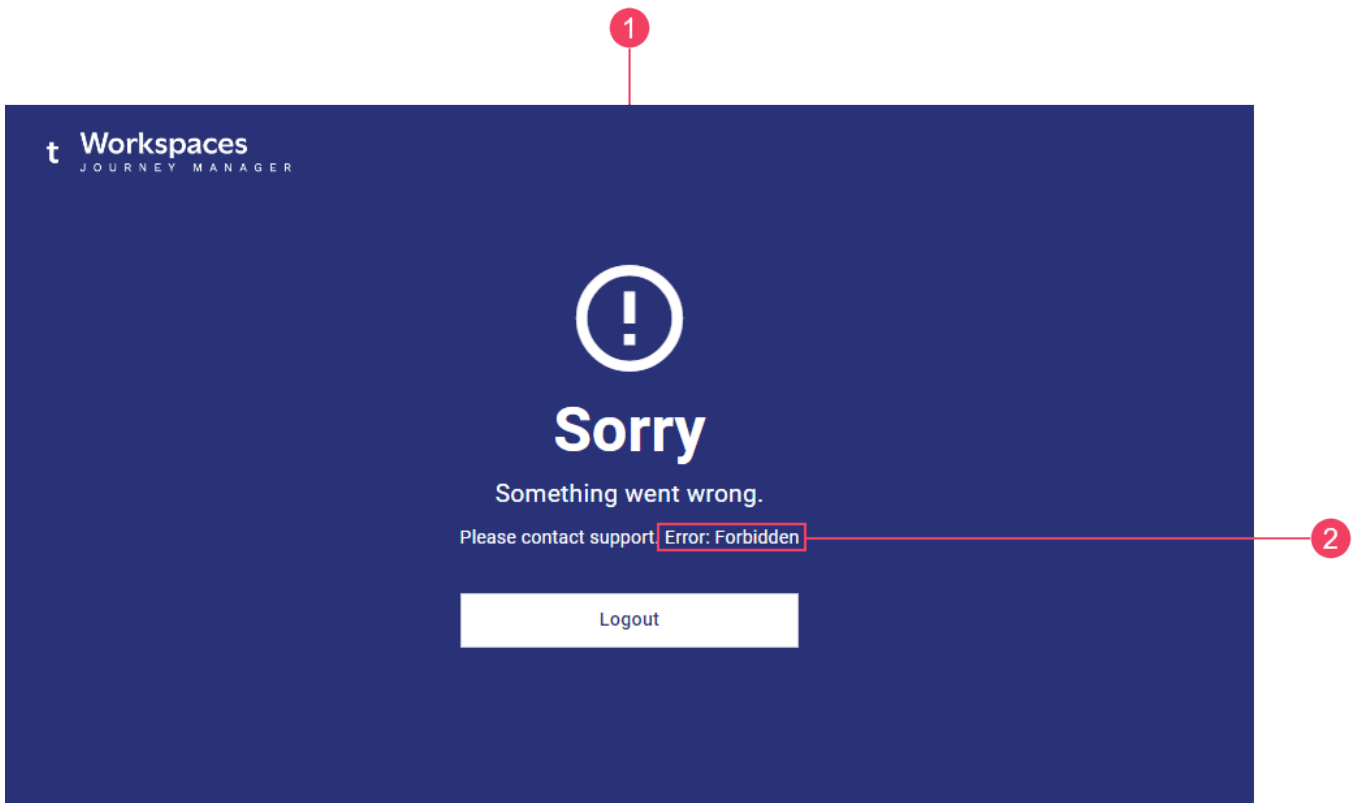 1
t Workspaces
JOURNEY MANAGER
Sorry
Something went wrong.
Please contact support. Error: Forbidden
2
Logout